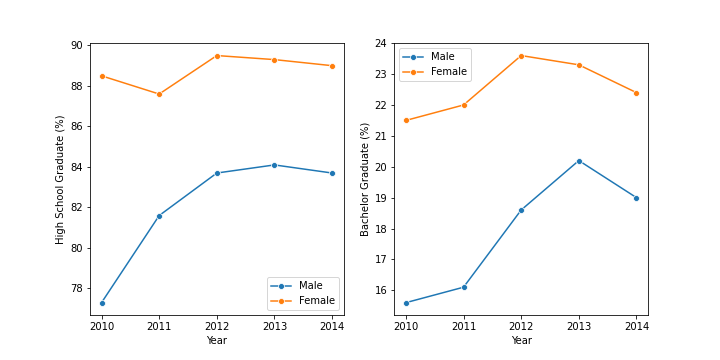 90
88
86
84
82
80
78
High School Graduate (%)
2010 2011 2012 2013 2014
Year
Male
Female
24
23
22
21
20
19
18
17
16
Bachelor Graduate (%)
2010 2011 2012 2013 2014
Year
Male
Female